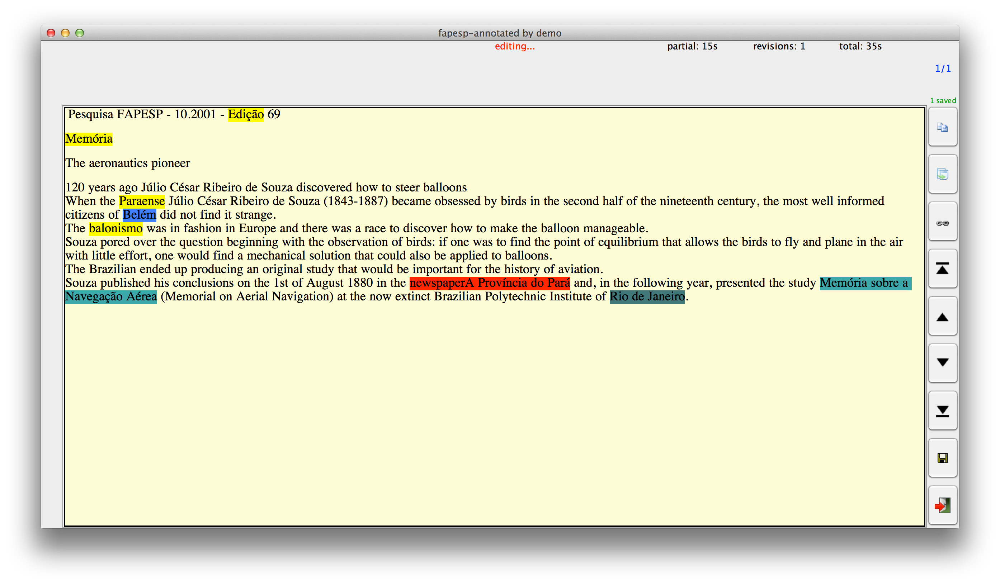 fapesp-annotated by demo
editing...
partial: 15s
revisions: 1
total: 35s
1/1
1 saved
Pesquisa FAPESP - 10.2001 - Edição 69
Memória
The aeronautics pioneer
120 years ago Júlio César Ribeiro de Souza discovered how to steer balloons
When the Paraense Júlio César Ribeiro de Souza (1843-1887) became obsessed by birds in the second half of the nineteenth century, the most well informed
citizens of Belém did not find it strange.
The balonismo was in fashion in Europe and there was a race to discover how to make the balloon manageable.
Souza pored over the question beginning with the observation of birds: if one was to find the point of equilibrium that allows the birds to fly and plane in the air
with little effort, one would find a mechanical solution that could also be applied to balloons.
The Brazilian ended up producing an original study that would be important for the history of aviation.
Souza published his conclusions on the 1st of August 1880 in the newspaperA Província do Pará and, in the following year, presented the study Memória sobre a
Navegação Aérea (Memorial on Aerial Navigation) at the now extinct Brazilian Polytechnic Institute of Rio de Janeiro.